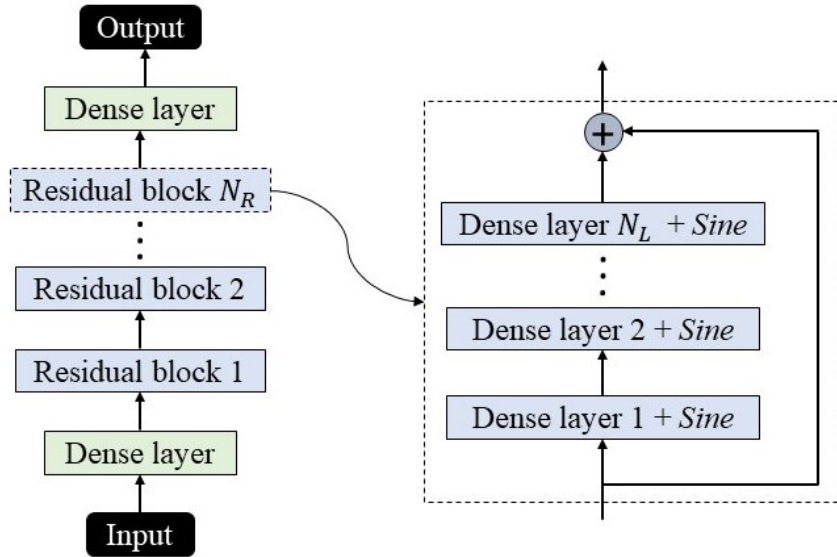 Output
Dense layer
Residual block N_R
Residual block 2
Residual block 1
Dense layer
Input
+
Dense layer N_L + Sine
Dense layer 2 + Sine
Dense layer 1 + Sine